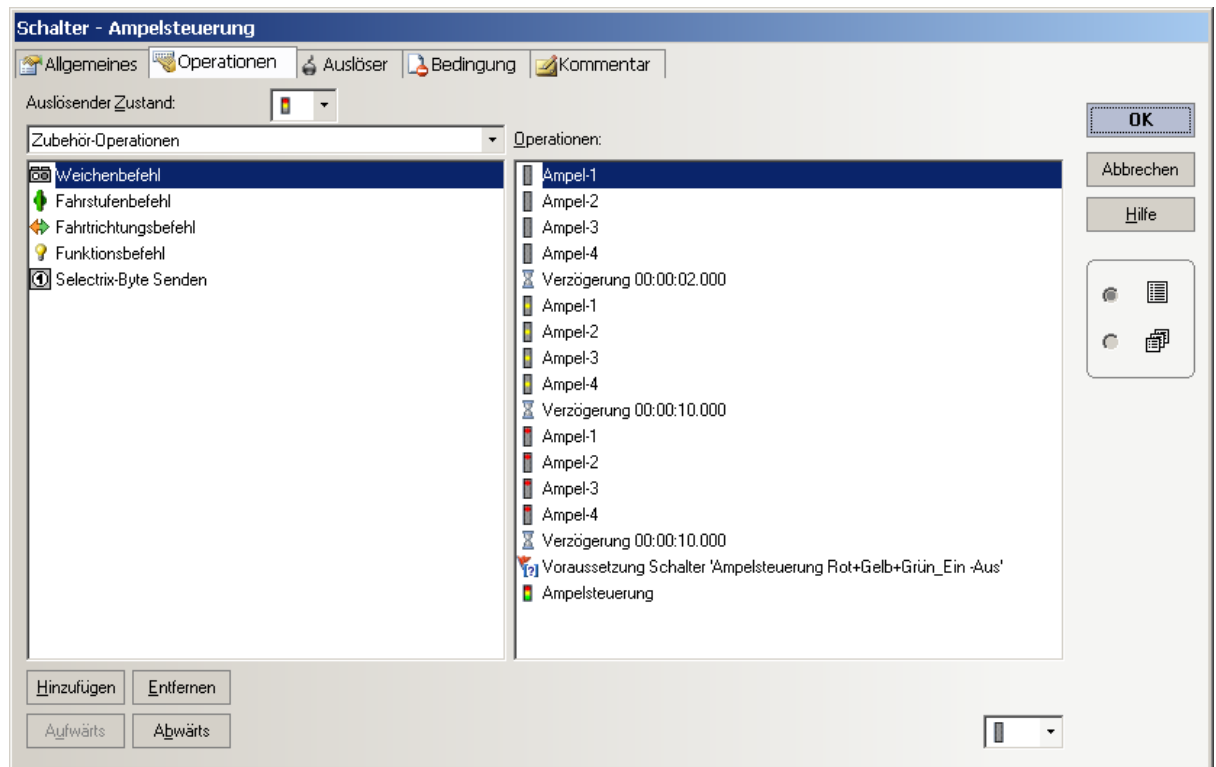 Schalter - Ampelsteuerung
Allgemeines Operationen Auslöser Bedingung Kommentar
Auslösender Zustand:
Zubehör-Operationen
Weichenbefehl
Fahrstufenbefehl
Fahrtrichtungsbefehl
Funktionsbefehl
Selectrix-Byte Senden
Operationen:
Ampel-1
Ampel-2
Ampel-3
Ampel-4
Verzögerung 00:00:02.000
Ampel-1
Ampel-2
Ampel-3
Ampel-4
Verzögerung 00:00:10.000
Ampel-1
Ampel-2
Ampel-3
Ampel-4
Verzögerung 00:00:10.000
Voraussetzung Schalter 'Ampelsteuerung Rot+Gelb+Grün_Ein -Aus'
Ampelsteuerung
OK
Abbrechen
Hilfe
Hinzufügen Entfernen
Aufwärts Abwärts